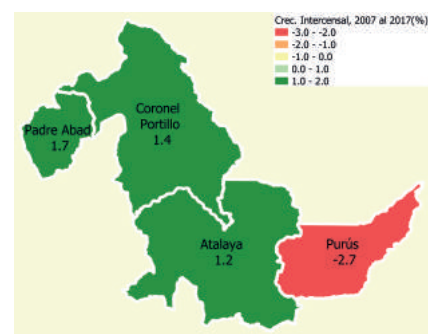 Crec. Intercensal, 2007 al 2017(%)
-3.0 - -2.0
-2.0 - -1.0
-1.0 - 0.0
0.0 - 1.0
1.0 - 2.0
Coronel
Portillo
1.4
Padre Abad
1.7
Atalaya
1.2
Purús
-2.7